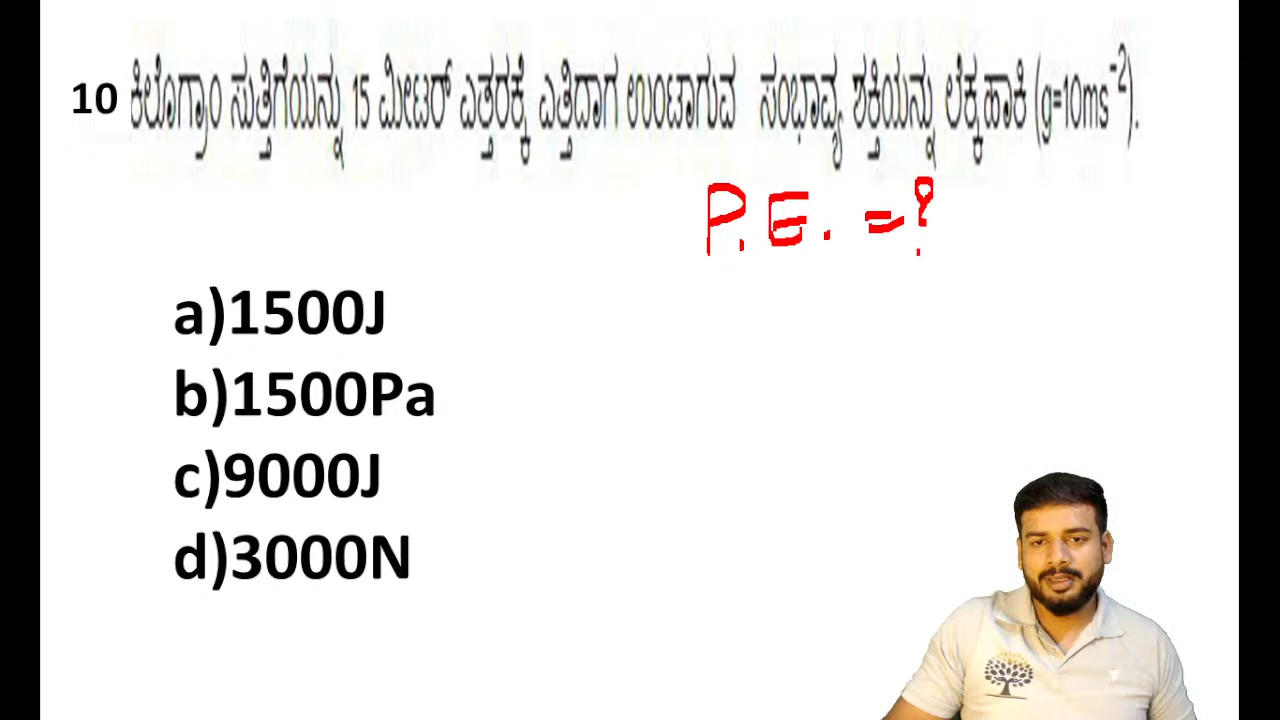 10 ಕಿಲೊಗ್ರಾಂ ಸುತ್ತಿಗೆಯನ್ನು 15 ಮೀಟರ್ ಎತ್ತರಕ್ಕೆ ಎತ್ತಿದಾಗ ಉಂಟಾಗುವ ಸಂಭಾವ್ಯ ಶಕ್ತಿಯನ್ನು ಲೆಕ್ಕಹಾಕಿ (g=10ms⁻²).
P.E. =?
a)1500J
b)1500Pa
c)9000J
d)3000N